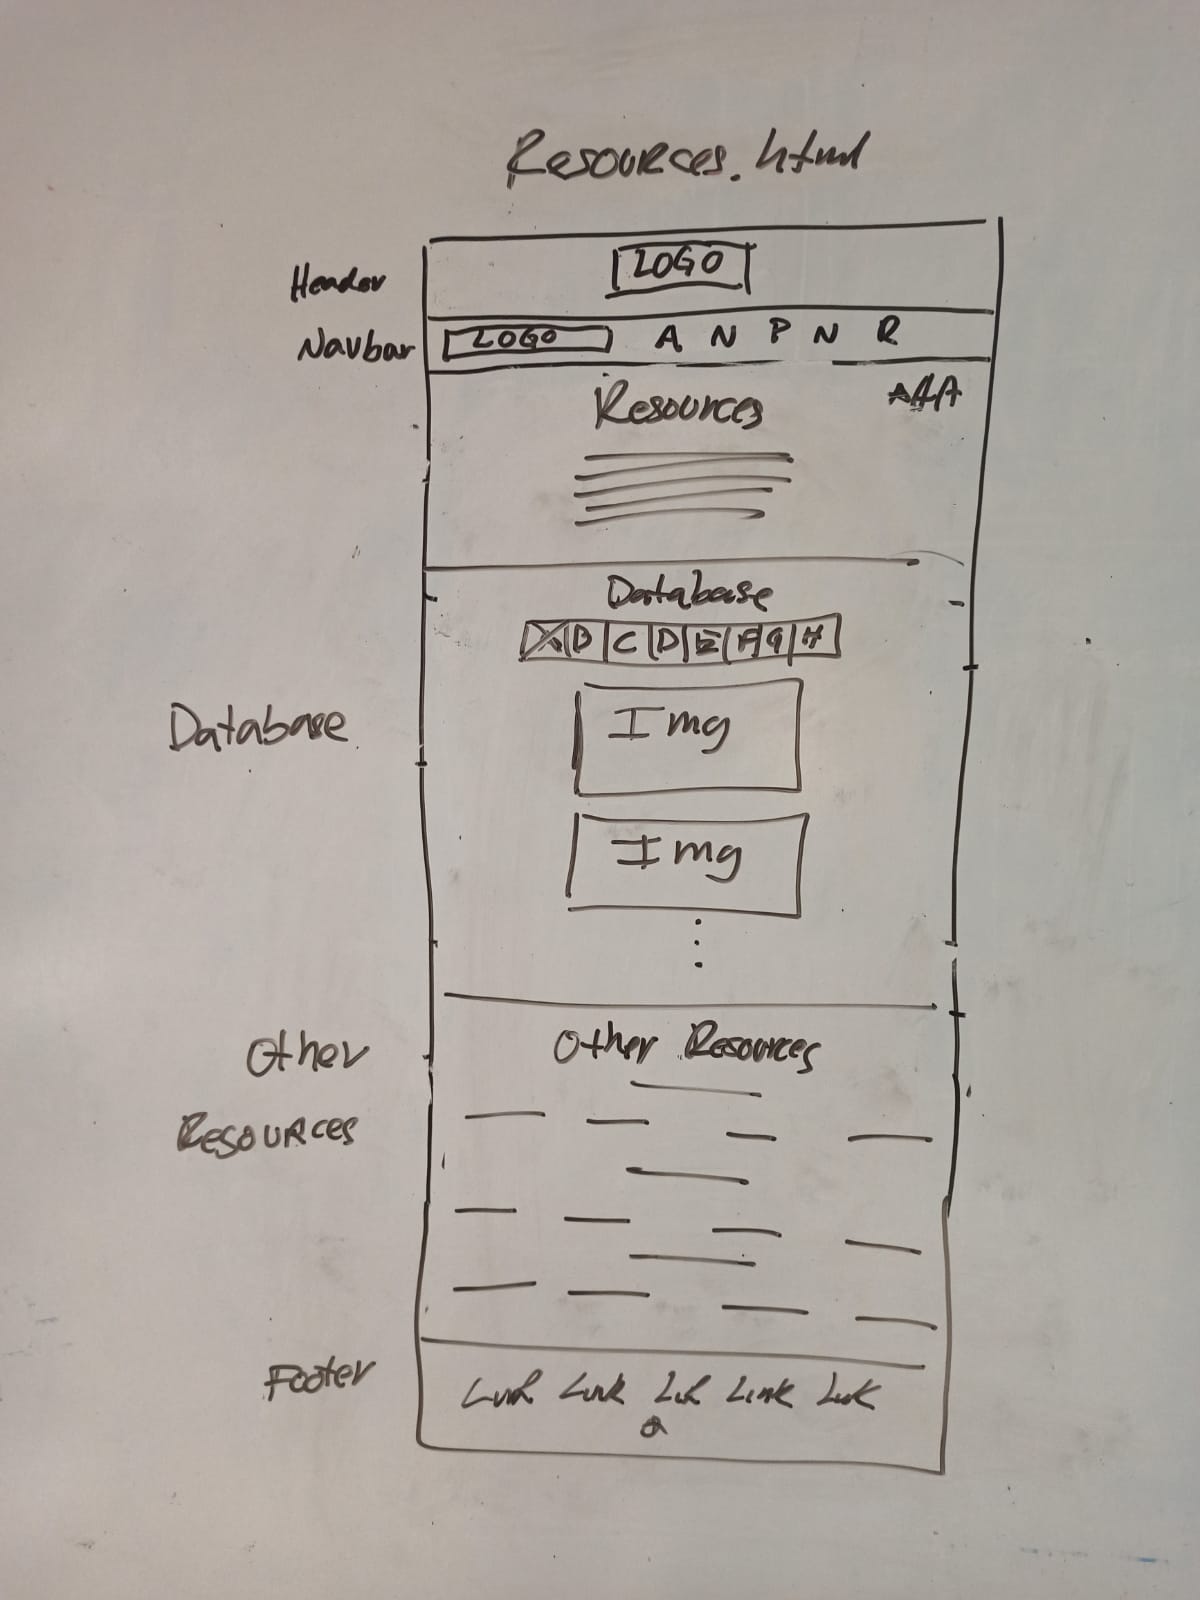 Resources.html
Header
LOGO
Navbar
LOGO A N P N R
Resources
AAA
Database
B C D E F G H
Database
Img
Img
Other Resources
Other
Resources
Footer
Link Link Link Link Link